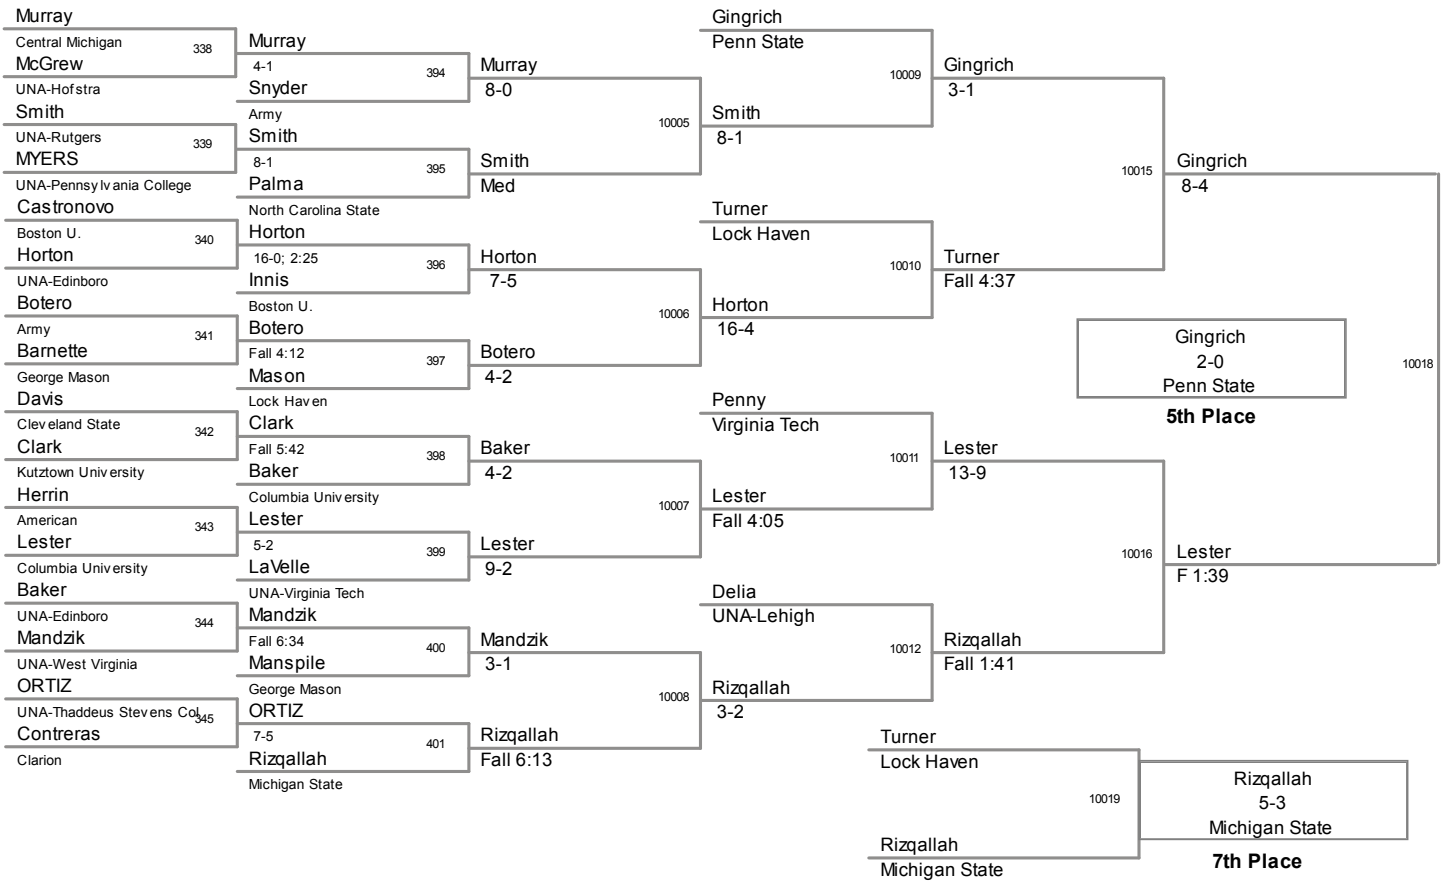 Murray
Central Michigan
338
McGrew
UNA-Hofstra
Smith
UNA-Rutgers
339
MYERS
UNA-Pennsylvania College
Castronovo
Boston U.
340
Horton
UNA-Edinboro
Botero
Army
341
Barnette
George Mason
Davis
Cleveland State
342
Clark
Kutztown University
Herrin
American
343
Lester
Columbia University
Baker
UNA-Edinboro
344
Mandzik
UNA-West Virginia
ORTIZ
UNA-Thaddeus Stevens Col
345
Contreras
Clarion
Murray
4-1
394
Snyder
Army
Smith
8-1
395
Palma
North Carolina State
Horton
16-0; 2:25
396
Innis
Boston U.
Botero
Fall 4:12
397
Mason
Lock Haven
Clark
Fall 5:42
398
Baker
Columbia University
Lester
5-2
399
LaVelle
UNA-Virginia Tech
Mandzik
Fall 6:34
400
Manspile
George Mason
ORTIZ
7-5
401
Rizqallah
Michigan State
Murray
8-0
10005
Smith
Med
Horton
7-5
10006
Botero
4-2
Baker
4-2
10007
Lester
9-2
Mandzik
3-1
10008
Rizqallah
Fall 6:13
Gingrich
Penn State
10009
Smith
8-1
Turner
Lock Haven
10010
Horton
16-4
Penny
Virginia Tech
10011
Lester
Fall 4:05
Delia
UNA-Lehigh
10012
Rizqallah
3-2
Gingrich
3-1
10015
Turner
Fall 4:37
Lester
13-9
10016
Rizqallah
Fall 1:41
Gingrich
8-4
10018
Lester
F 1:39
Gingrich
2-0
Penn State
5th Place
Turner
Lock Haven
10019
Rizqallah
Michigan State
Rizqallah
5-3
Michigan State
7th Place